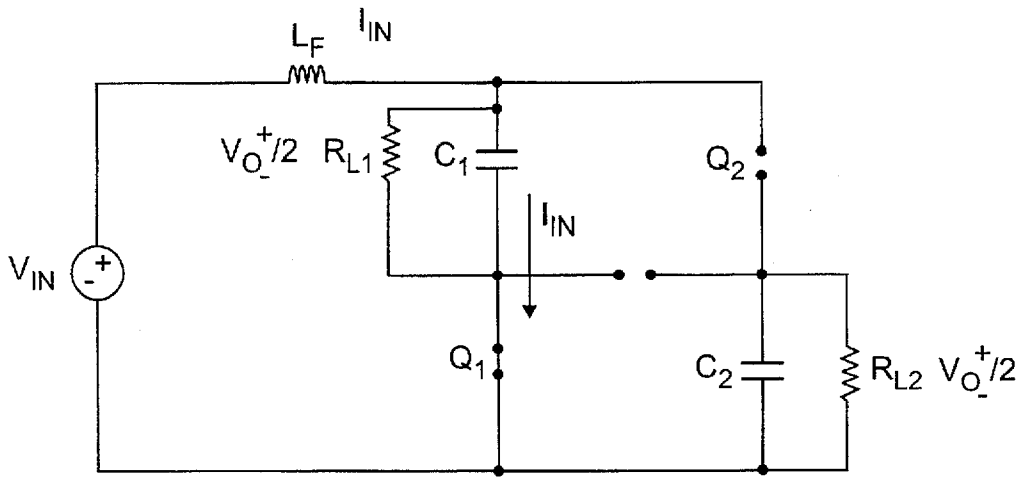 I_IN
L_F
V_O^+_-/2 R_L1
C_1
Q_2
I_IN
V_IN
+
-
Q_1
C_2
R_L2 V_O^+_-/2